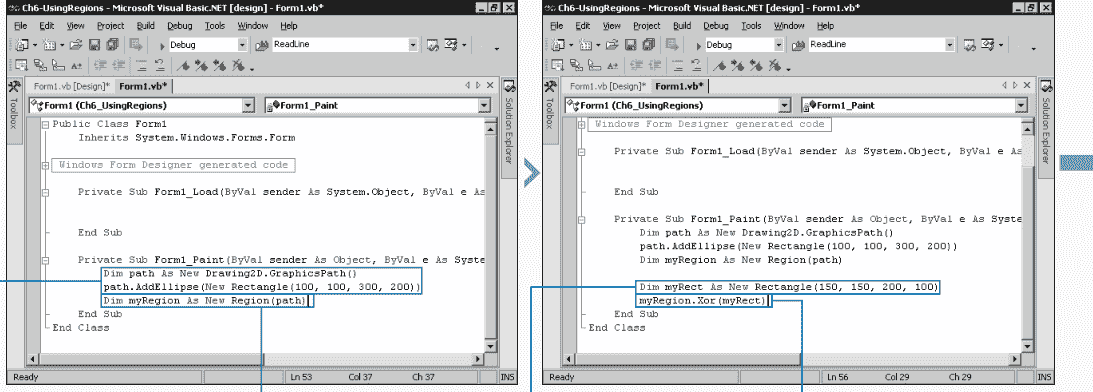 Ch6-UsingRegions - Microsoft Visual Basic.NET [design] - Form1.vb*
File Edit View Project Build Debug Tools Window Help
Debug ReadLine
Form1.vb [Design]* Form1.vb*
Toolbox
Form1 (Ch6_UsingRegions) Form1_Paint
Solution Explorer
Public Class Form1
Inherits System.Windows.Forms.Form
Windows Form Designer generated code
Private Sub Form1_Load(ByVal sender As System.Object, ByVal e As
End Sub
Private Sub Form1_Paint(ByVal sender As Object, ByVal e As Syste
Dim path As New Drawing2D.GraphicsPath()
path.AddEllipse(New Rectangle(100, 100, 300, 200))
Dim myRegion As New Region(path)
End Sub
End Class
Ready Ln 53 Col 37 Ch 37 INS
Ch6-UsingRegions - Microsoft Visual Basic.NET [design] - Form1.vb*
File Edit View Project Build Debug Tools Window Help
Debug ReadLine
Form1.vb [Design]* Form1.vb*
Toolbox
Form1 (Ch6_UsingRegions) Form1_Paint
Solution Explorer
Windows Form Designer generated code
Private Sub Form1_Load(ByVal sender As System.Object, ByVal e As
End Sub
Private Sub Form1_Paint(ByVal sender As Object, ByVal e As Syste
Dim path As New Drawing2D.GraphicsPath()
path.AddEllipse(New Rectangle(100, 100, 300, 200))
Dim myRegion As New Region(path)
Dim myRect As New Rectangle(150, 150, 200, 100)
myRegion.Xor(myRect)
End Sub
End Class
Ready Ln 56 Col 29 Ch 29 INS